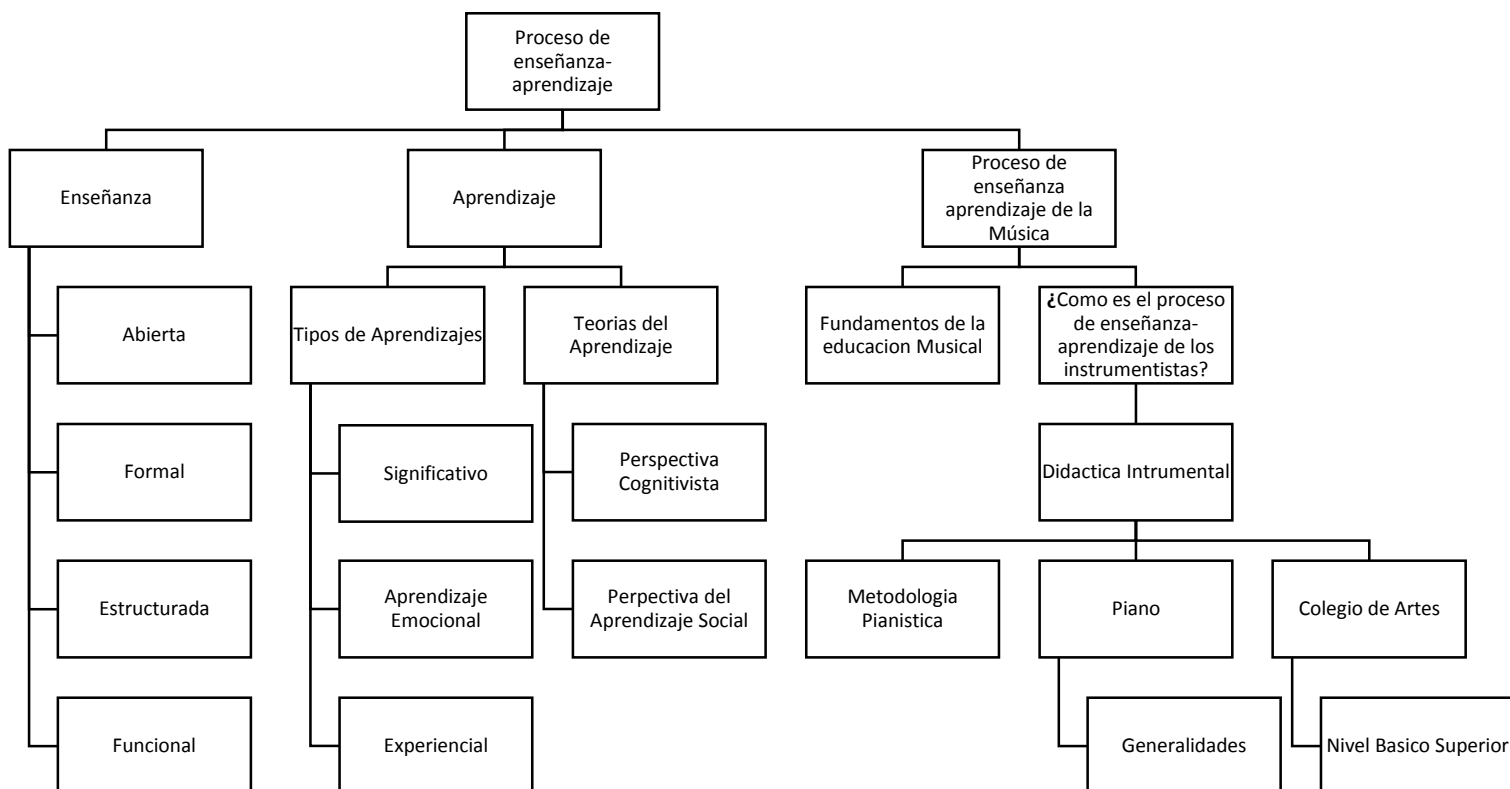 Proceso de
enseñanza-
aprendizaje
Enseñanza
Aprendizaje
Proceso de
enseñanza
aprendizaje de la
Música
Abierta
Tipos de Aprendizajes
Teorias del
Aprendizaje
Fundamentos de la
educacion Musical
¿Como es el proceso
de enseñanza-
aprendizaje de los
instrumentistas?
Formal
Significativo
Perspectiva
Cognitivista
Didactica Intrumental
Estructurada
Aprendizaje
Emocional
Perpectiva del
Aprendizaje Social
Metodologia
Pianistica
Piano
Colegio de Artes
Funcional
Experiencial
Generalidades
Nivel Basico Superior